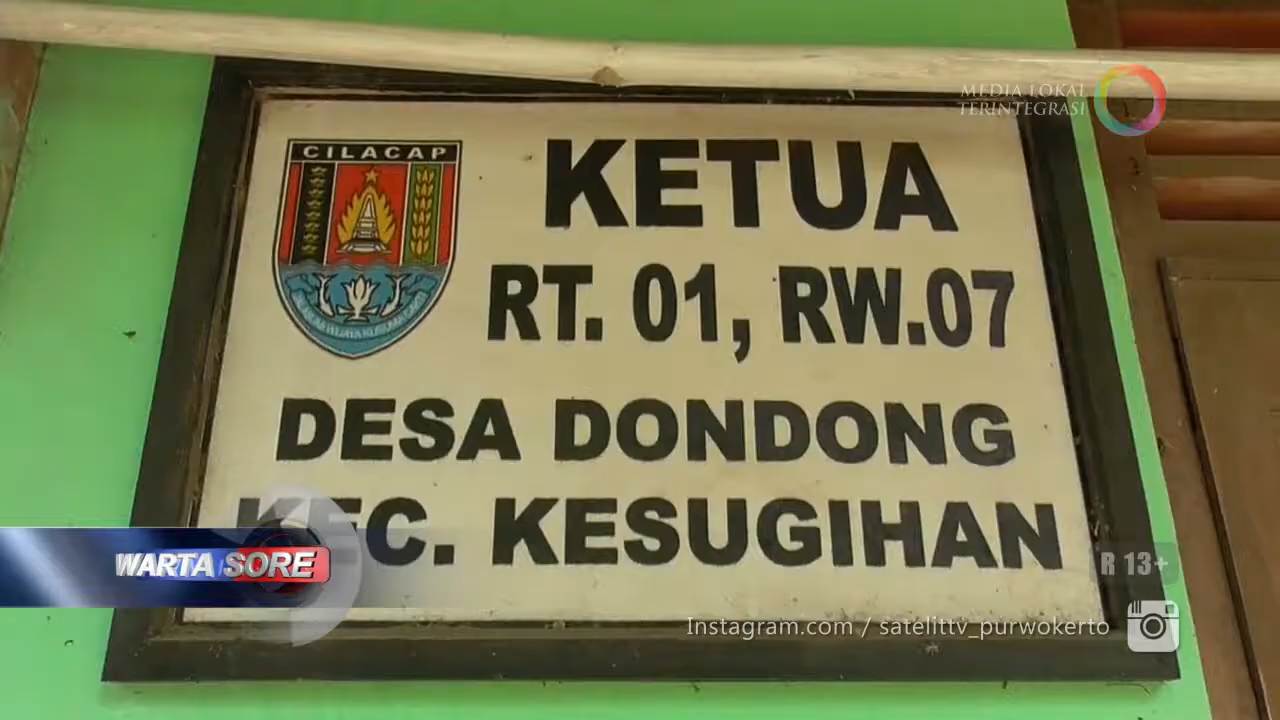 MEDIA LOKAL
TERINTEGRASI
CILACAP
KETUA
RT. 01, RW.07
DESA DONDONG
KEC. KESUGIHAN
WARTA SORE
R 13+
Instagram.com / satelittv_purwokerto